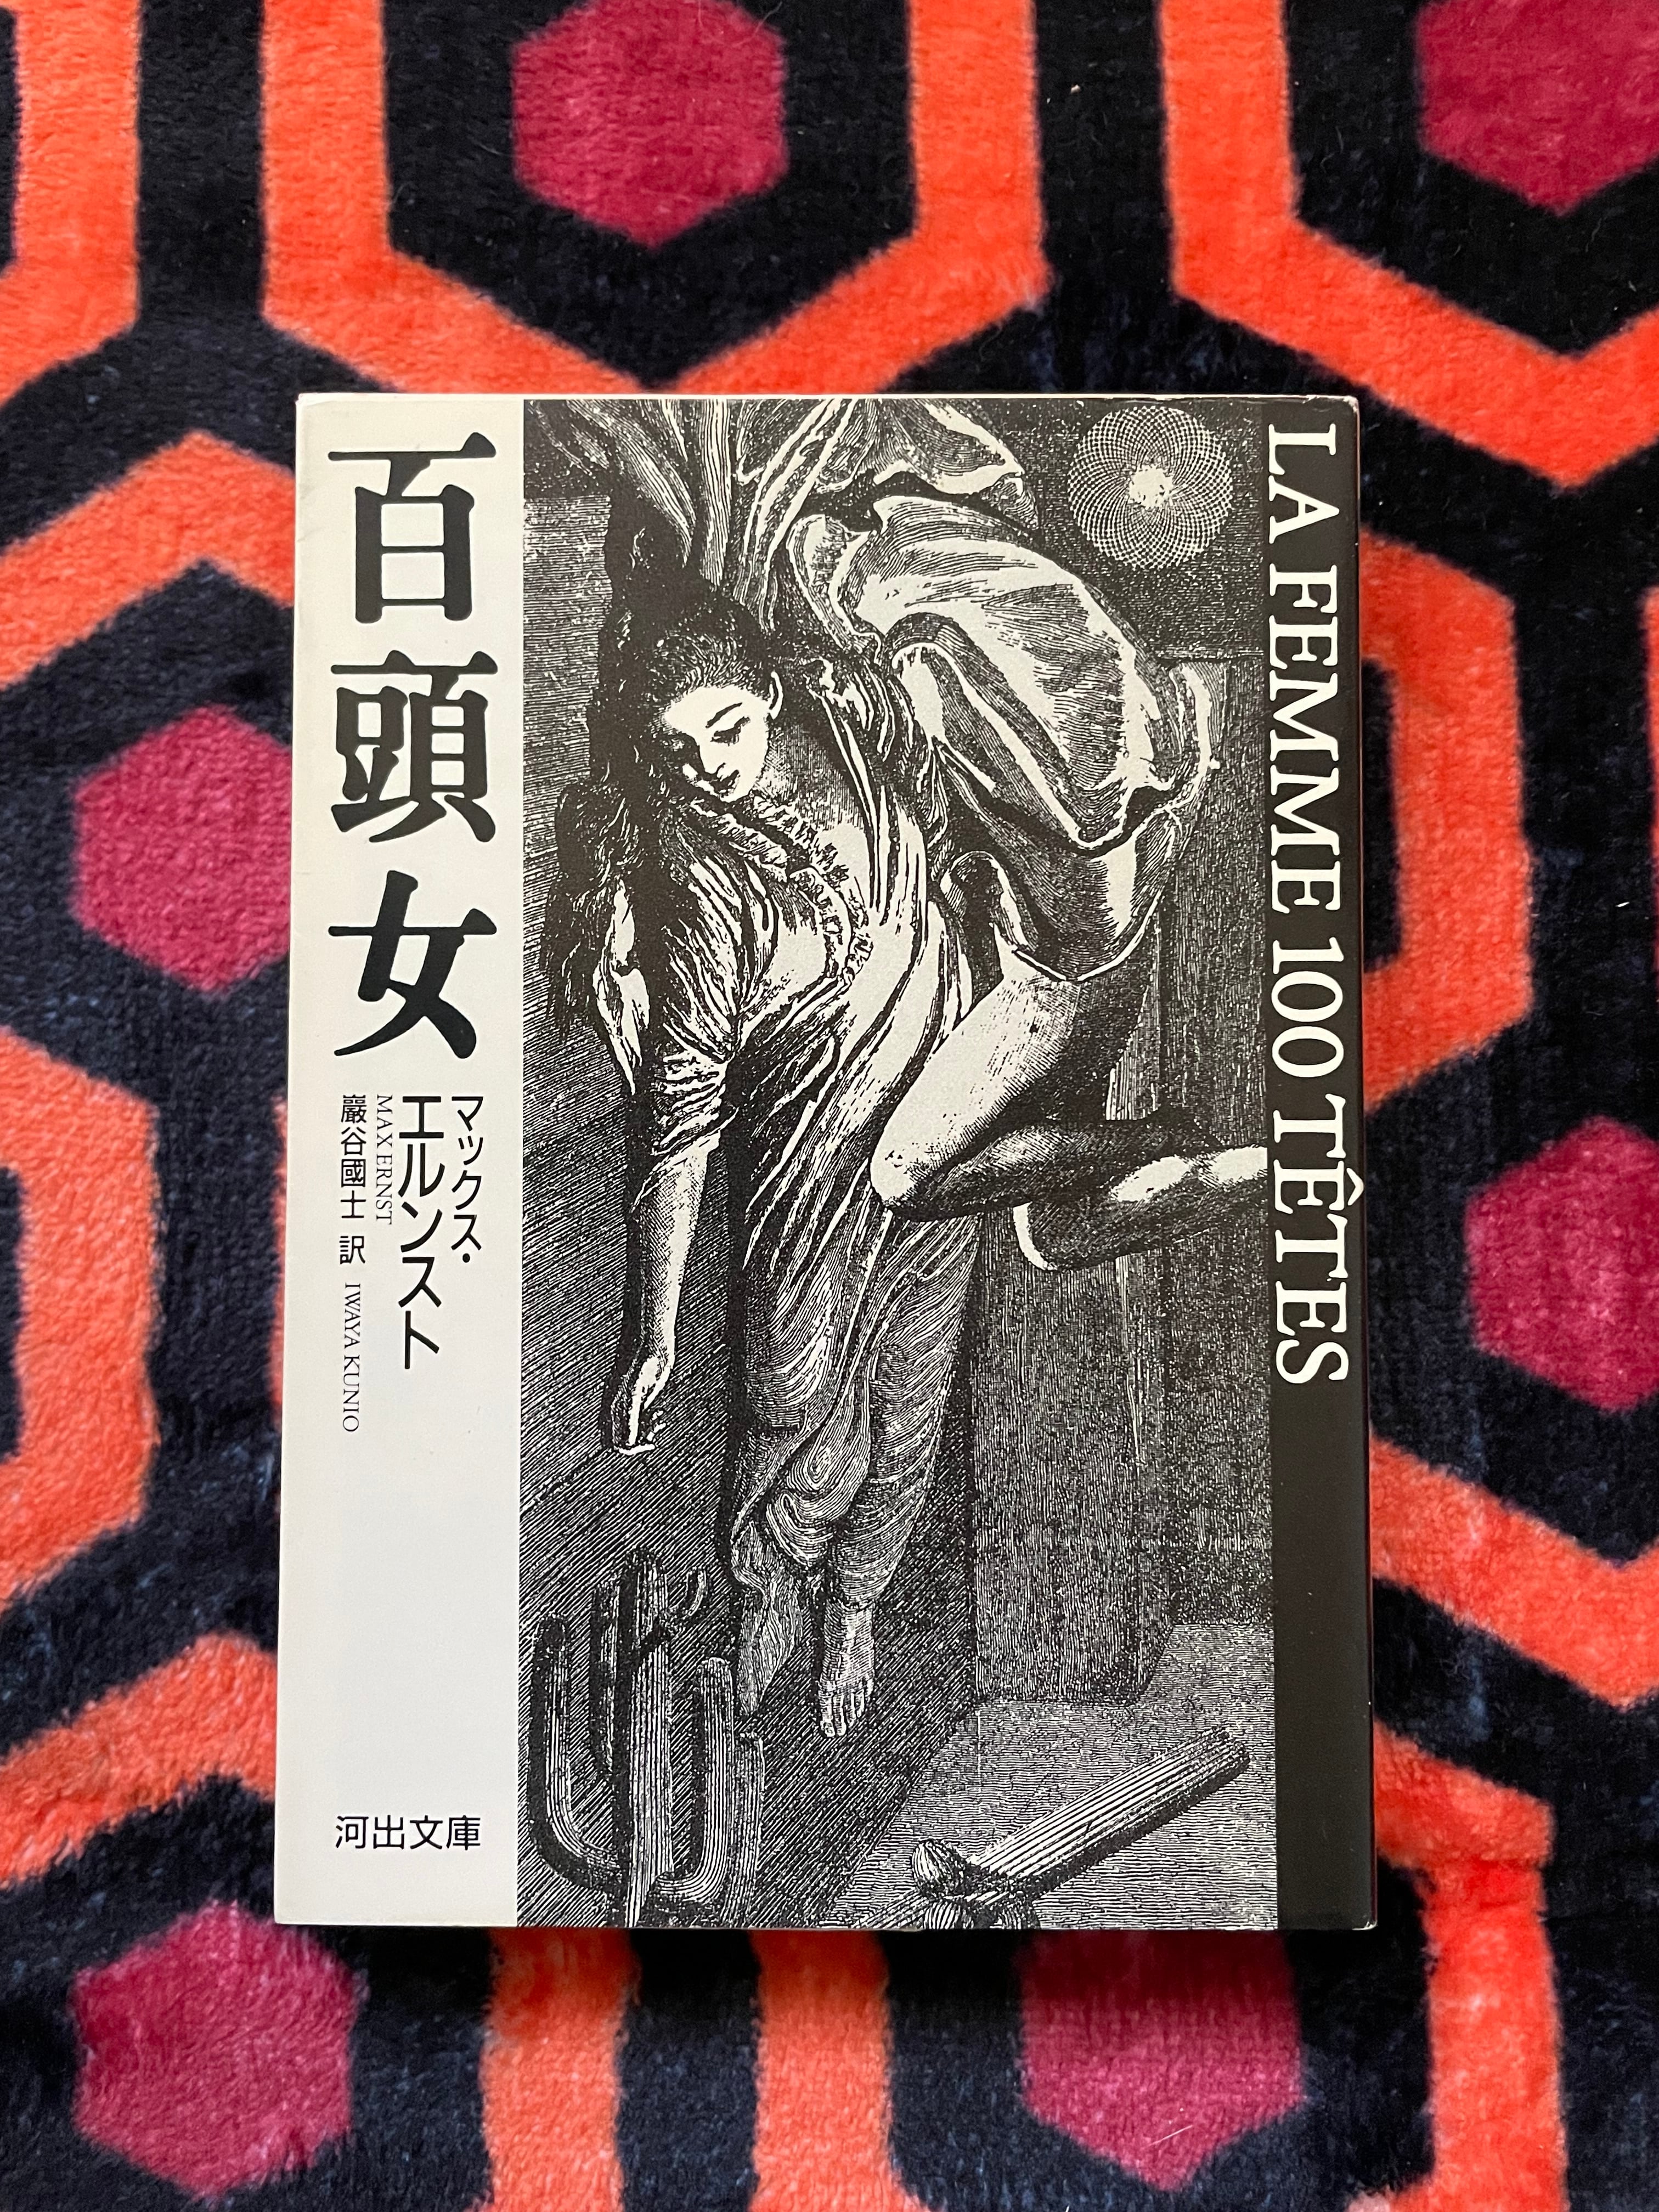 百頭女
マックス・
エルンスト
MAX ERNST
巖谷國士 訳 IWAYA KUNIO
河出文庫
LA FEMME 100 TÊTES